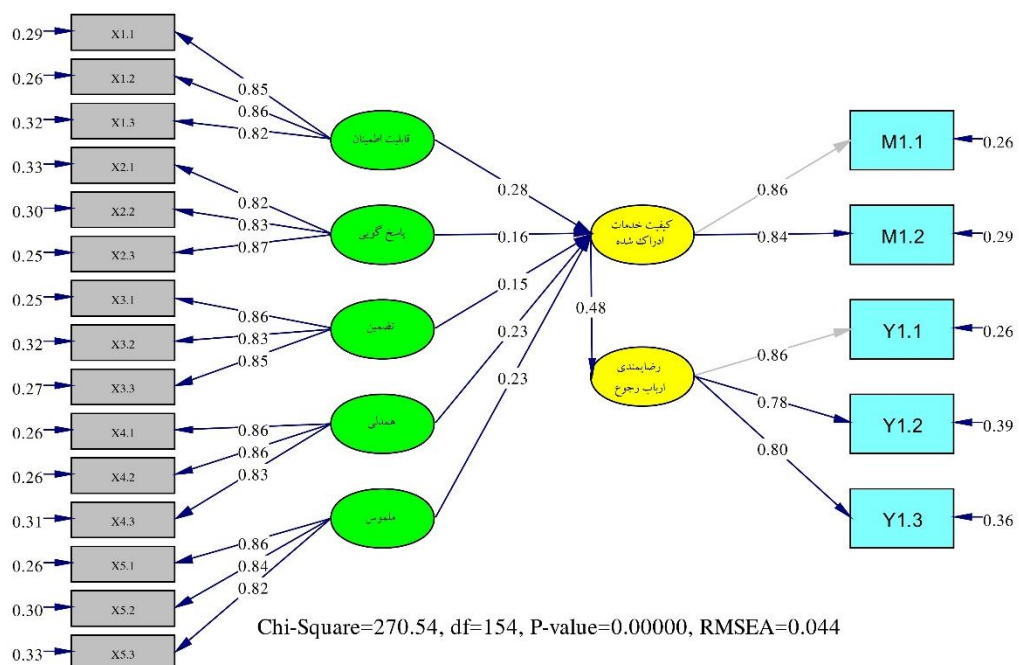 0.29
X1.1
0.26
X1.2
0.32
X1.3
0.33
X2.1
0.30
X2.2
0.25
X2.3
0.25
X3.1
0.32
X3.2
0.27
X3.3
0.26
X4.1
0.26
X4.2
0.31
X4.3
0.26
X5.1
0.30
X5.2
0.33
X5.3
0.85
0.86
0.82
0.82
0.83
0.87
0.86
0.83
0.85
0.86
0.86
0.83
0.86
0.84
0.82
قابلیت اطمینان
پاسخ گویی
تضمین
همدلی
ملموس
0.28
0.16
0.15
0.23
0.23
کیفیت خدمات
ادراک شده
0.48
رضایمندی
ارباب رجوع
0.86
0.84
0.86
0.78
0.80
M1.1
0.26
M1.2
0.29
Y1.1
0.26
Y1.2
0.39
Y1.3
0.36
Chi-Square=270.54, df=154, P-value=0.00000, RMSEA=0.044